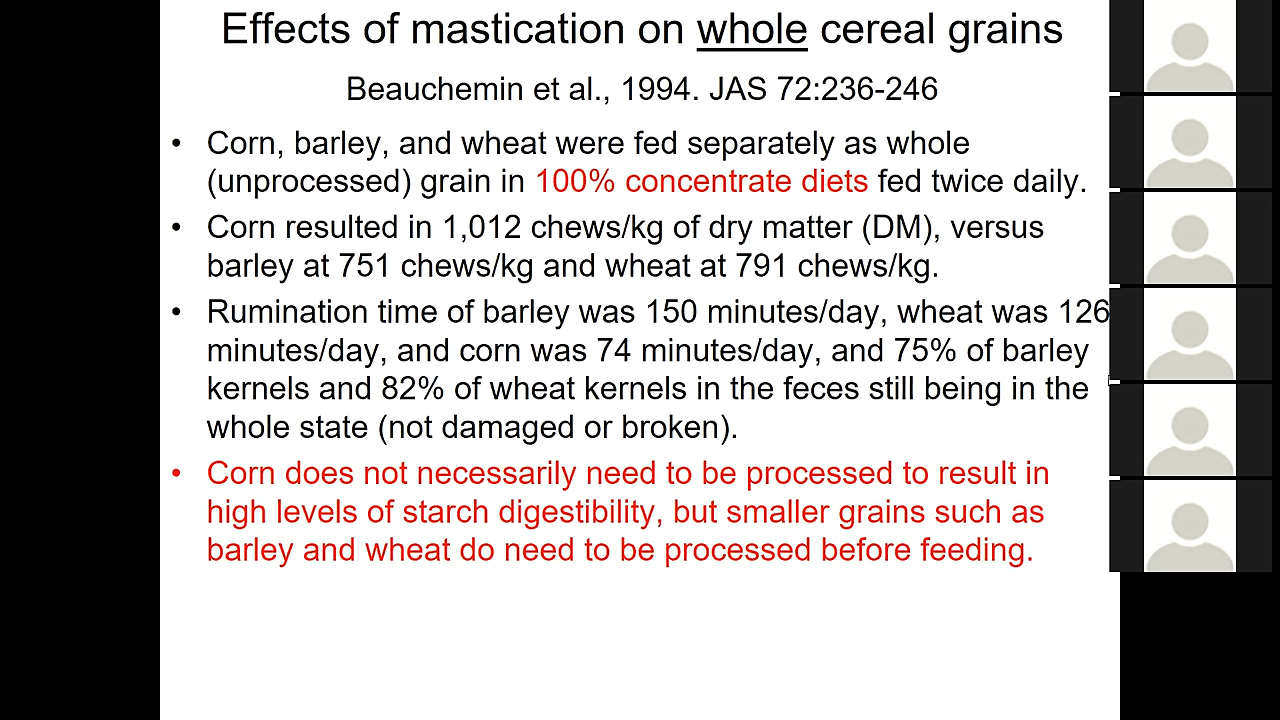 Effects of mastication on whole cereal grains
Beauchemin et al., 1994. JAS 72:236-246
• Corn, barley, and wheat were fed separately as whole
(unprocessed) grain in 100% concentrate diets fed twice daily.
• Corn resulted in 1,012 chews/kg of dry matter (DM), versus
barley at 751 chews/kg and wheat at 791 chews/kg.
• Rumination time of barley was 150 minutes/day, wheat was 126
minutes/day, and corn was 74 minutes/day, and 75% of barley
kernels and 82% of wheat kernels in the feces still being in the
whole state (not damaged or broken).
• Corn does not necessarily need to be processed to result in
high levels of starch digestibility, but smaller grains such as
barley and wheat do need to be processed before feeding.